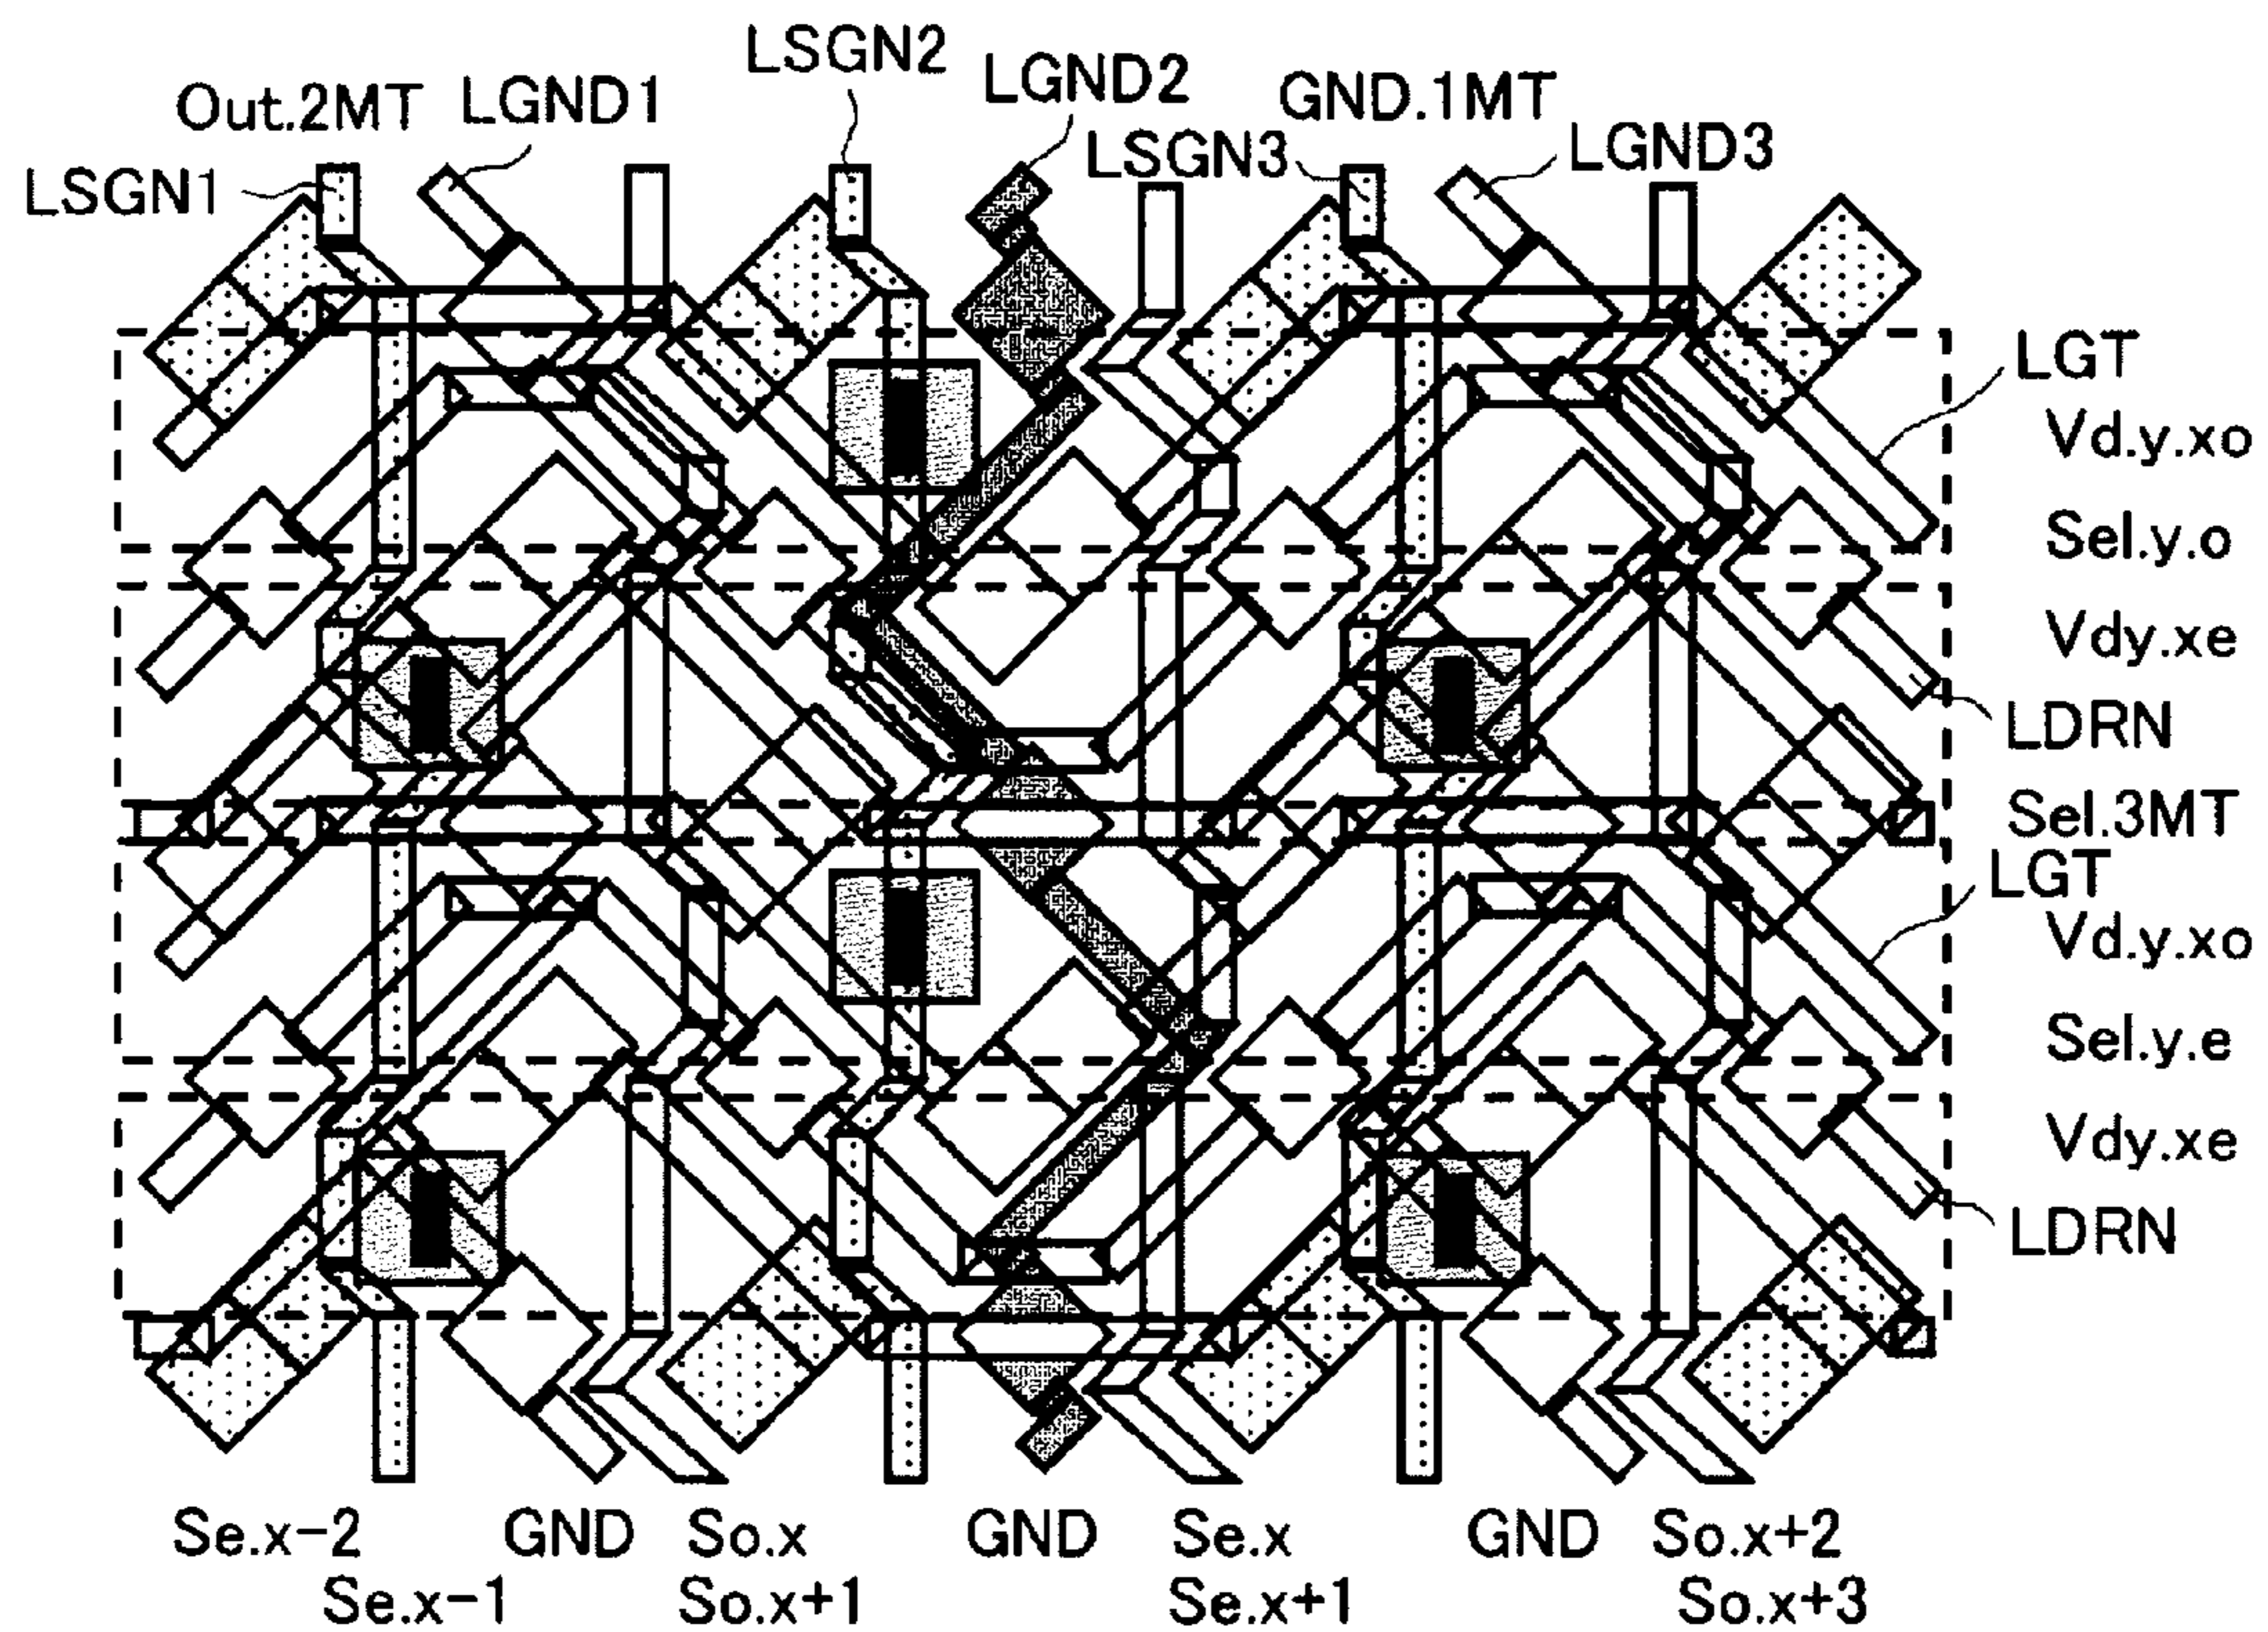 LSGN2
LGND2
Out.2MT LGND1
GND.1MT
LSGN3
LGND3
LSGN1
LGT
Vd.y.xo
Sel.y.o
Vdy.xe
LDRN
Sel.3MT
LGT
Vd.y.xo
Sel.y.e
Vdy.xe
LDRN
Se.x-2 GND So.x GND Se.x GND So.x+2
Se.x-1 So.x+1 Se.x+1 So.x+3